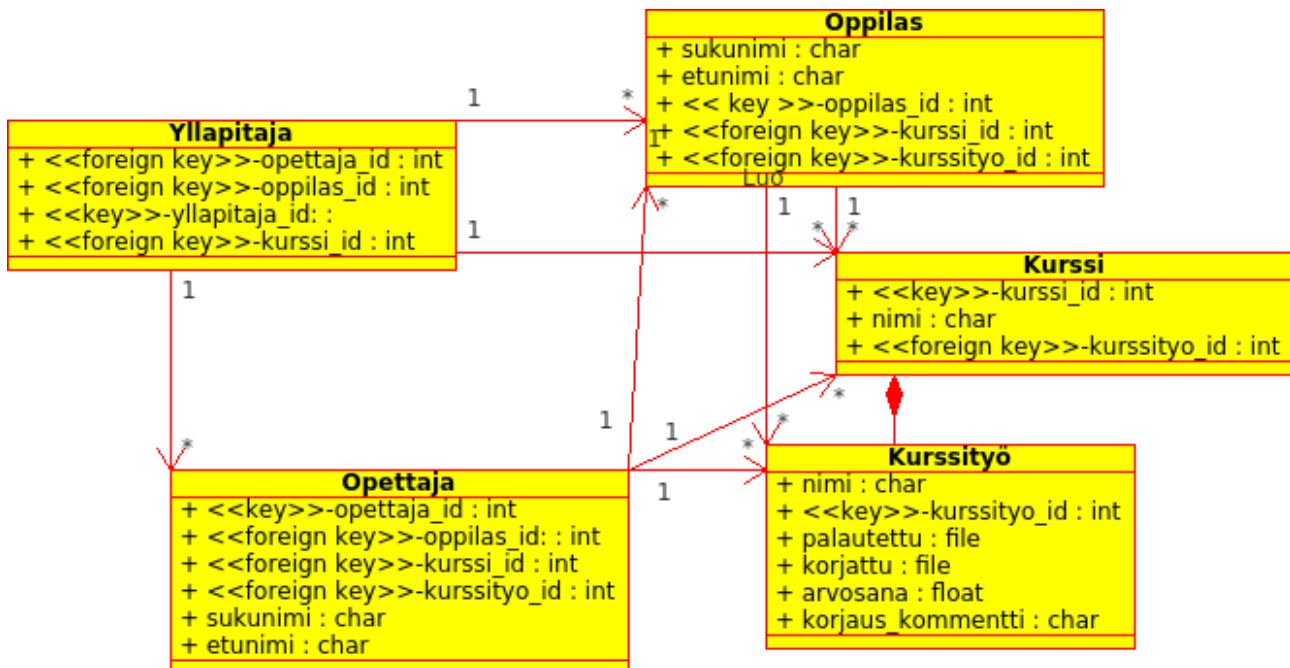 Oppilas
+ sukunimi : char
+ etunimi : char
+ << key >>-oppilas_id : int
+ <<foreign key>>-kurssi_id : int
+ <<foreign key>>-kurssityo_id : int
1
*
1
Luo
*
1
1
Yllapitaja
+ <<foreign key>>-opettaja_id : int
+ <<foreign key>>-oppilas_id : int
+ <<key>>-yllapitaja_id: :
+ <<foreign key>>-kurssi_id : int
1
*
*
1
Kurssi
+ <<key>>-kurssi_id : int
+ nimi : char
+ <<foreign key>>-kurssityo_id : int
*
1
1
*
*
*
1
Opettaja
+ <<key>>-opettaja_id : int
+ <<foreign key>>-oppilas_id: : int
+ <<foreign key>>-kurssi_id : int
+ <<foreign key>>-kurssityo_id : int
+ sukunimi : char
+ etunimi : char
Kurssityö
+ nimi : char
+ <<key>>-kurssityo_id : int
+ palautettu : file
+ korjattu : file
+ arvosana : float
+ korjaus_kommentti : char